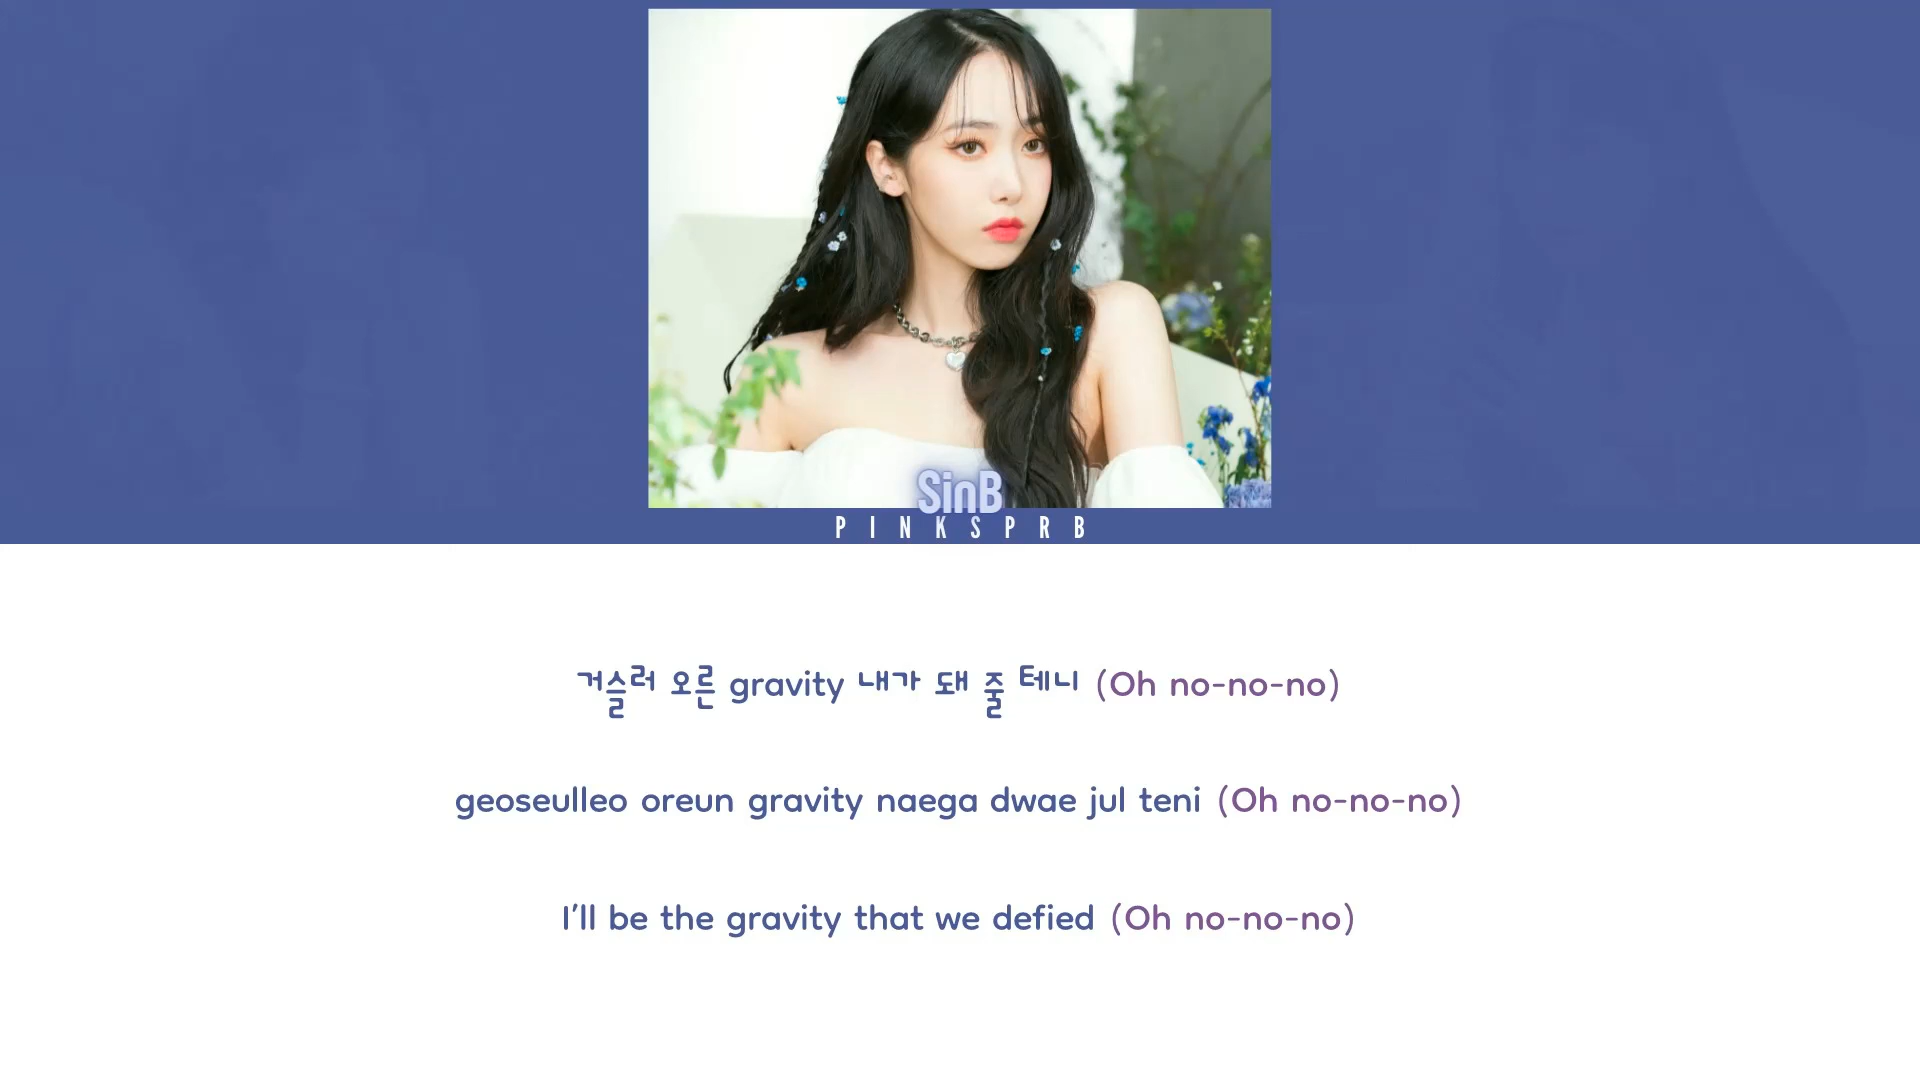 SinB
PINKSPRB
거슬러 오른 gravity 내가 돼 줄 테니 (Oh no-no-no)
geoseulleo oreun gravity naega dwae jul teni (Oh no-no-no)
I'll be the gravity that we defied (Oh no-no-no)